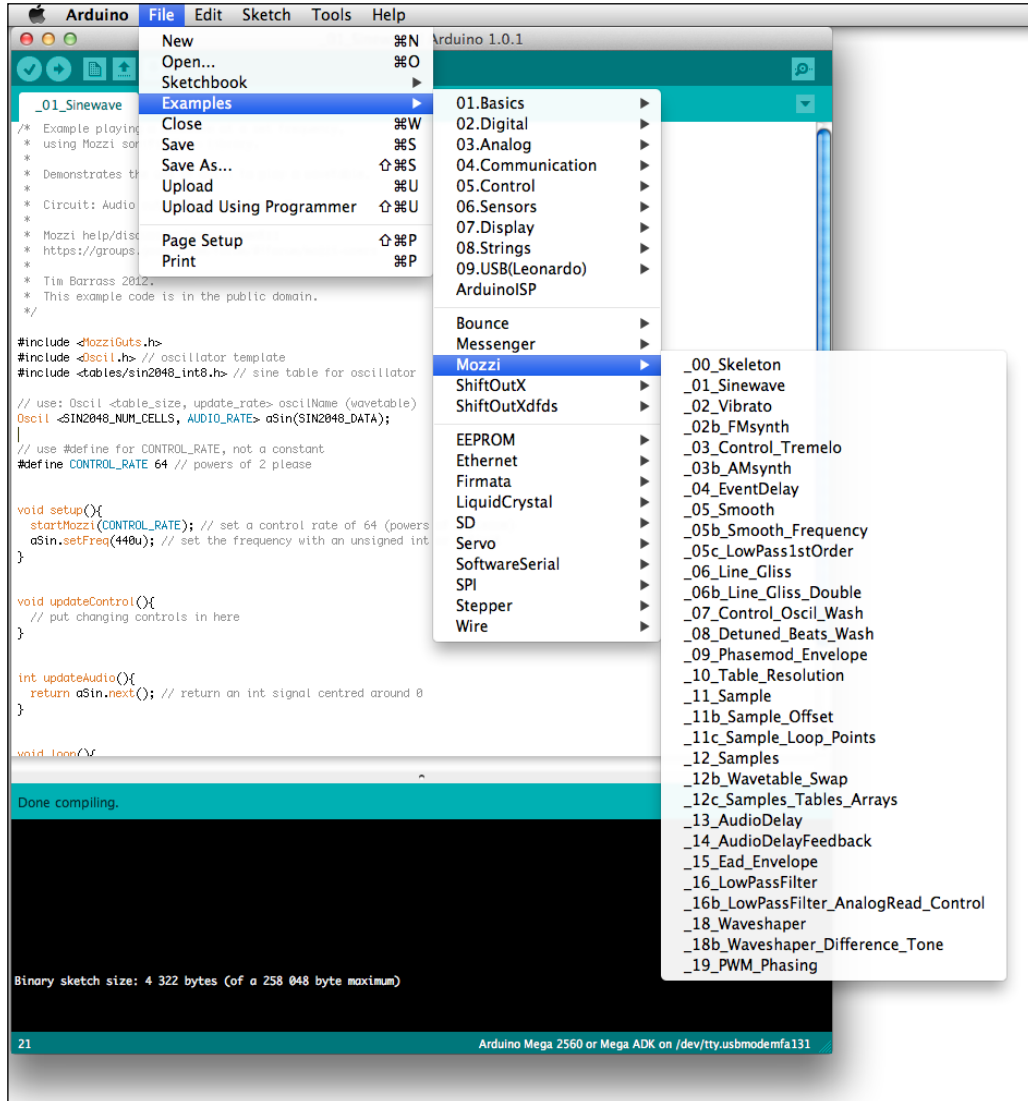 Arduino File Edit Sketch Tools Help
Arduino 1.0.1
New ⌘N
Open... ⌘O
Sketchbook ▶
Examples ▶
Close ⌘W
Save ⌘S
Save As... ⇧⌘S
Upload ⌘U
Upload Using Programmer ⇧⌘U
Page Setup ⇧⌘P
Print ⌘P
01.Basics ▶
02.Digital ▶
03.Analog ▶
04.Communication ▶
05.Control ▶
06.Sensors ▶
07.Display ▶
08.Strings ▶
09.USB(Leonardo) ▶
ArduinoISP
Bounce ▶
Messenger ▶
Mozzi ▶
ShiftOutX ▶
ShiftOutXdfds ▶
EEPROM ▶
Ethernet ▶
Firmata ▶
LiquidCrystal ▶
SD ▶
Servo ▶
SoftwareSerial ▶
SPI ▶
Stepper ▶
Wire ▶
_00_Skeleton
_01_Sinewave
_02_Vibrato
_02b_FMsynth
_03_Control_Tremelo
_03b_AMsynth
_04_EventDelay
_05_Smooth
_05b_Smooth_Frequency
_05c_LowPass1stOrder
_06_Line_Gliss
_06b_Line_Gliss_Double
_07_Control_Oscil_Wash
_08_Detuned_Beats_Wash
_09_Phasemod_Envelope
_10_Table_Resolution
_11_Sample
_11b_Sample_Offset
_11c_Sample_Loop_Points
_12_Samples
_12b_Wavetable_Swap
_12c_Samples_Tables_Arrays
_13_AudioDelay
_14_AudioDelayFeedback
_15_Ead_Envelope
_16_LowPassFilter
_16b_LowPassFilter_AnalogRead_Control
_18_Waveshaper
_18b_Waveshaper_Difference_Tone
_19_PWM_Phasing
_01_Sinewave
/* Example playing
* using Mozzi
*
* Demonstrates
*
* Circuit: Audio
*
* Mozzi
* https://groups.
*
* Tim Barrass 2012.
* This example code is in the public domain.
*/
#include <MozziGuts.h>
#include <Oscil.h> // oscillator template
#include <tables/sin2048_int8.h> // sine table for oscillator
// use: Oscil <table_size, update_rate> oscilName (wavetable)
Oscil <SIN2048_NUM_CELLS, AUDIO_RATE> aSin(SIN2048_DATA);
// use #define for CONTROL_RATE, not a constant
#define CONTROL_RATE 64 // powers of 2 please
void setup(){
startMozzi(CONTROL_RATE); // set a control rate of 64 (powers
aSin.setFreq(440u); // set the frequency with an unsigned int
}
void updateControl(){
// put changing controls in here
}
int updateAudio(){
return aSin.next(); // return an int signal centred around 0
}
void loop(){
Done compiling.
Binary sketch size: 4 322 bytes (of a 258 048 byte maximum)
21 Arduino Mega 2560 or Mega ADK on /dev/tty.usbmodemfa131